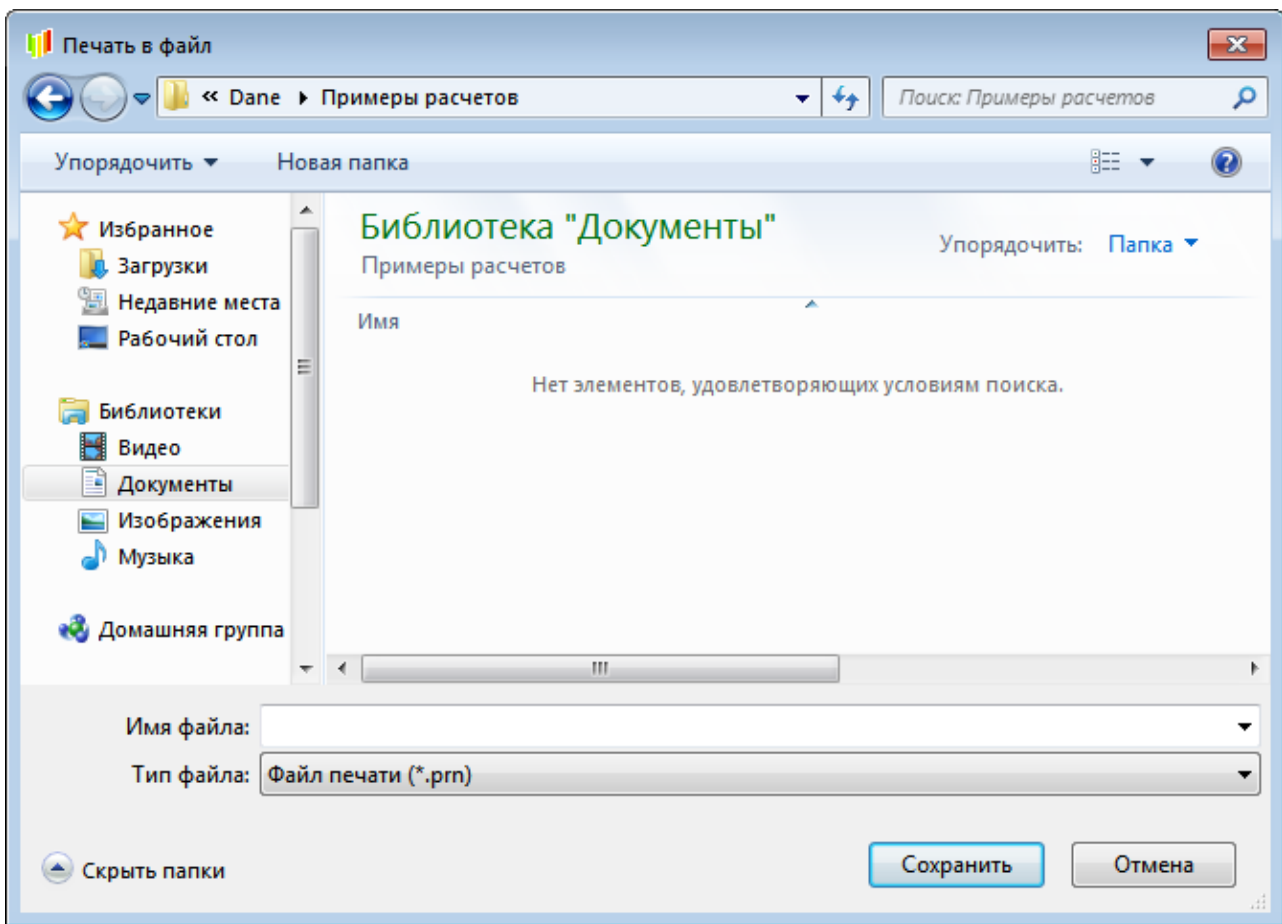 Печать в файл
« Dane Примеры расчетов
Поиск: Примеры расчетов
Упорядочить
Новая папка
Избранное
Загрузки
Недавние места
Рабочий стол
Библиотеки
Видео
Документы
Изображения
Музыка
Домашняя группа
Библиотека "Документы"
Примеры расчетов
Упорядочить: Папка
Имя
Нет элементов, удовлетворяющих условиям поиска.
Имя файла:
Тип файла: Файл печати (*.prn)
Скрыть папки
Сохранить
Отмена